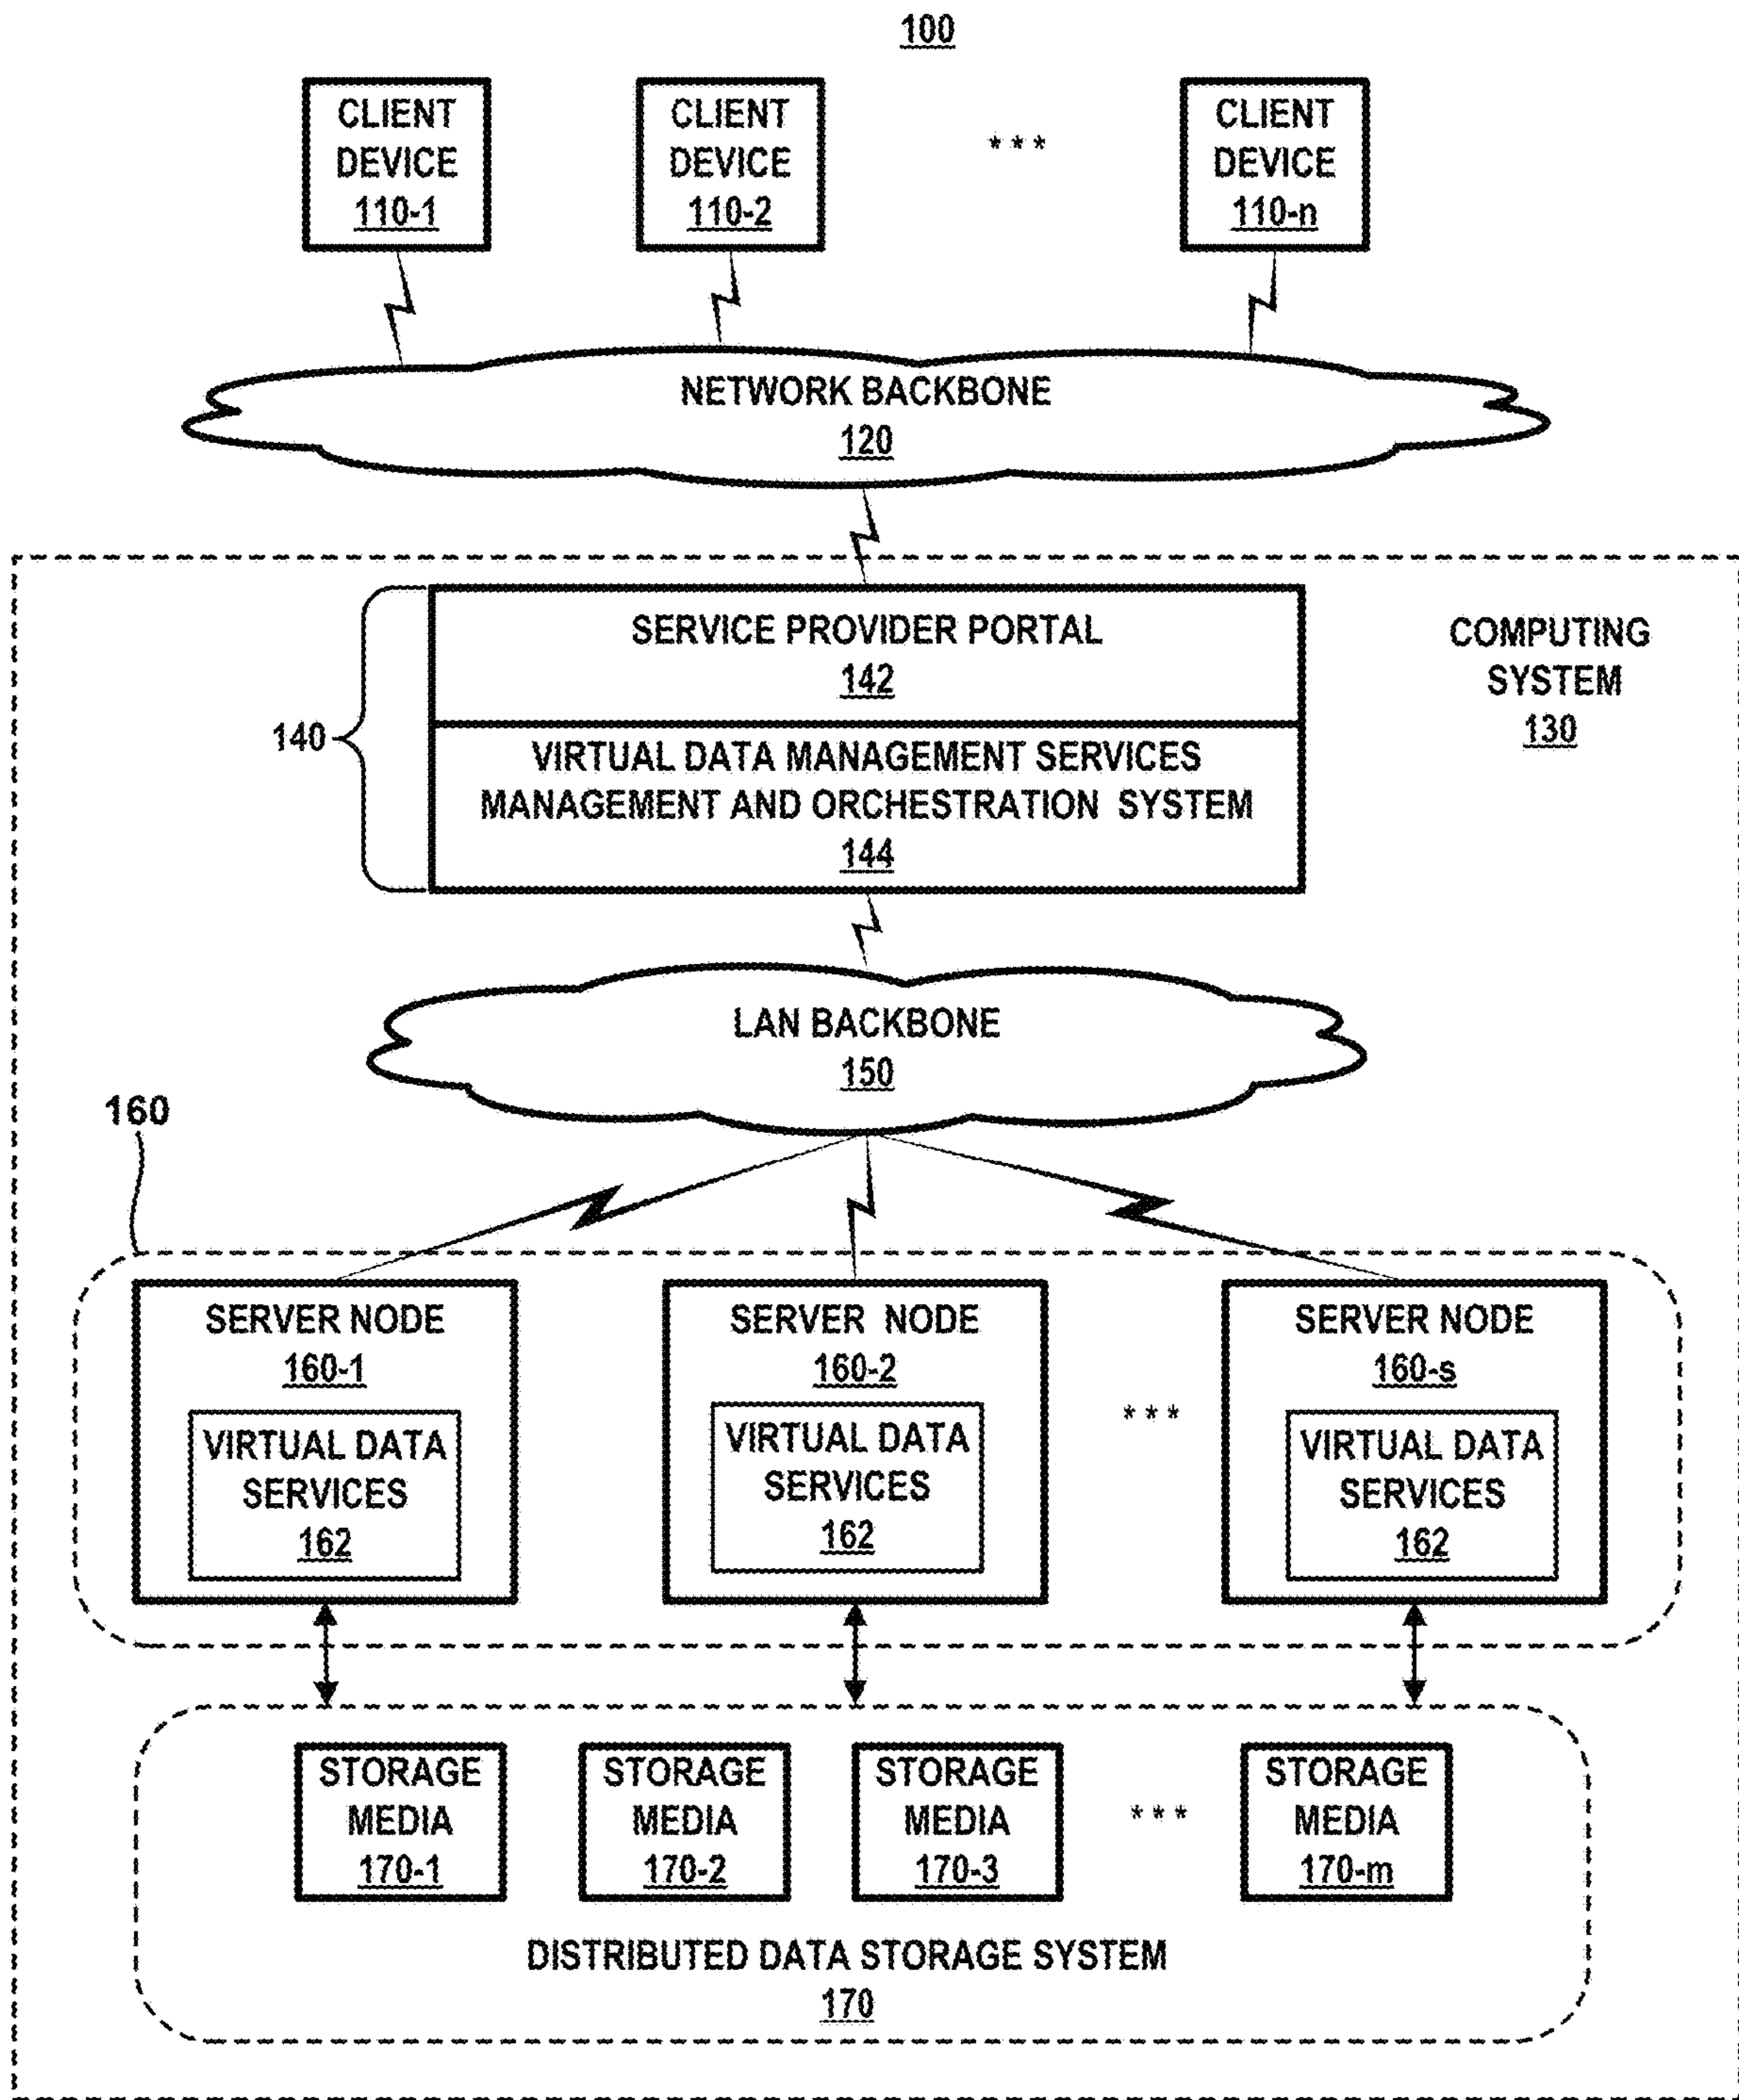 100
CLIENT
DEVICE
110-1
CLIENT
DEVICE
110-2
* * *
CLIENT
DEVICE
110-n
NETWORK BACKBONE
120
SERVICE PROVIDER PORTAL
142
COMPUTING
SYSTEM
130
140
VIRTUAL DATA MANAGEMENT SERVICES
MANAGEMENT AND ORCHESTRATION SYSTEM
144
LAN BACKBONE
150
160
SERVER NODE
160-1
VIRTUAL DATA
SERVICES
162
SERVER NODE
160-2
VIRTUAL DATA
SERVICES
162
* * *
SERVER NODE
160-s
VIRTUAL DATA
SERVICES
162
STORAGE
MEDIA
170-1
STORAGE
MEDIA
170-2
STORAGE
MEDIA
170-3
* * *
STORAGE
MEDIA
170-m
DISTRIBUTED DATA STORAGE SYSTEM
170